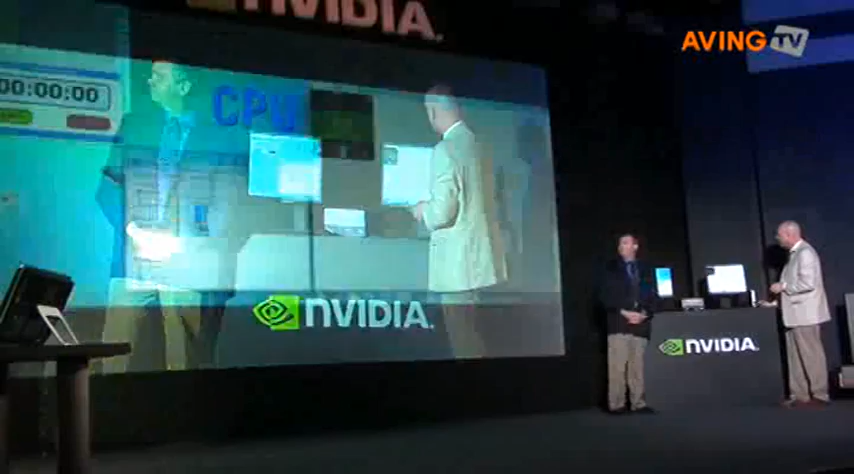 NVIDIA.
AVING TV
00:00:00
CPU
NVIDIA.
NVIDIA.